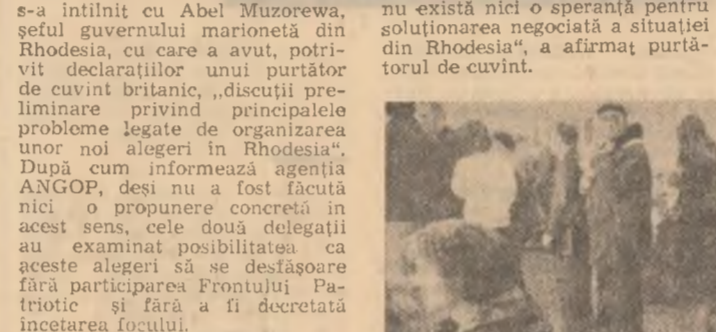 s-a intilnit cu Abel Muzorewa,
șeful guvernului marionetă din
Rhodesia, cu care a avut, potri-
vit declarațiilor unui purtător
de cuvint britanic, „discuții pre-
liminare privind principalele
probleme legate de organizarea
unor noi alegeri în Rhodesia“.
După cum informează agenția
ANGOP, deși nu a fost făcută
nici o propunere concretă in
acest sens, cele două delegații
au examinat posibilitatea ca
aceste alegeri să se desfășoare
fără participarea Frontului Pa-
triotic și fără a fi decretată
încetarea focului.
nu există nici o speranță pentru
soluționarea negociată a situației
din Rhodesia“, a afirmat purtă-
torul de cuvint.